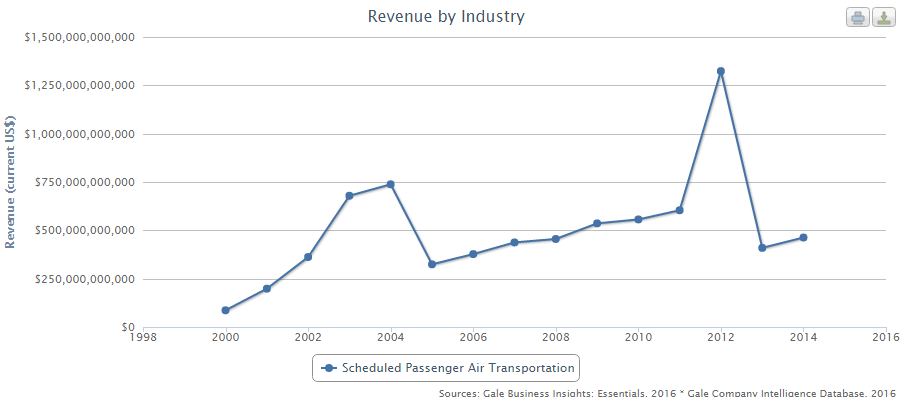 Revenue by Industry
$1,500,000,000,000
$1,250,000,000,000
$1,000,000,000,000
$750,000,000,000
$500,000,000,000
$250,000,000,000
$0
Revenue (current US$)
1998 2000 2002 2004 2006 2008 2010 2012 2014 2016
Scheduled Passenger Air Transportation
Sources: Gale Business Insights: Essentials, 2016 * Gale Company Intelligence Database, 2016